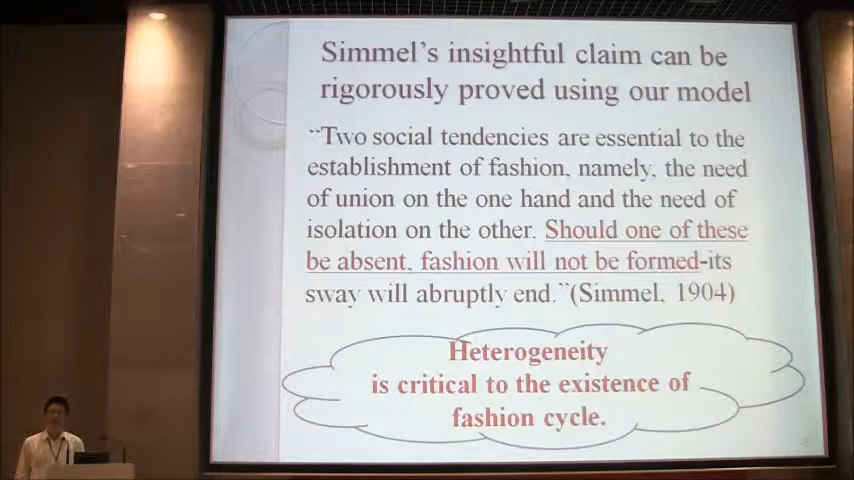 Simmel's insightful claim can be
rigorously proved using our model
"Two social tendencies are essential to the
establishment of fashion, namely, the need
of union on the one hand and the need of
isolation on the other. Should one of these
be absent, fashion will not be formed-its
sway will abruptly end."(Simmel, 1904)
Heterogeneity
is critical to the existence of
fashion cycle.